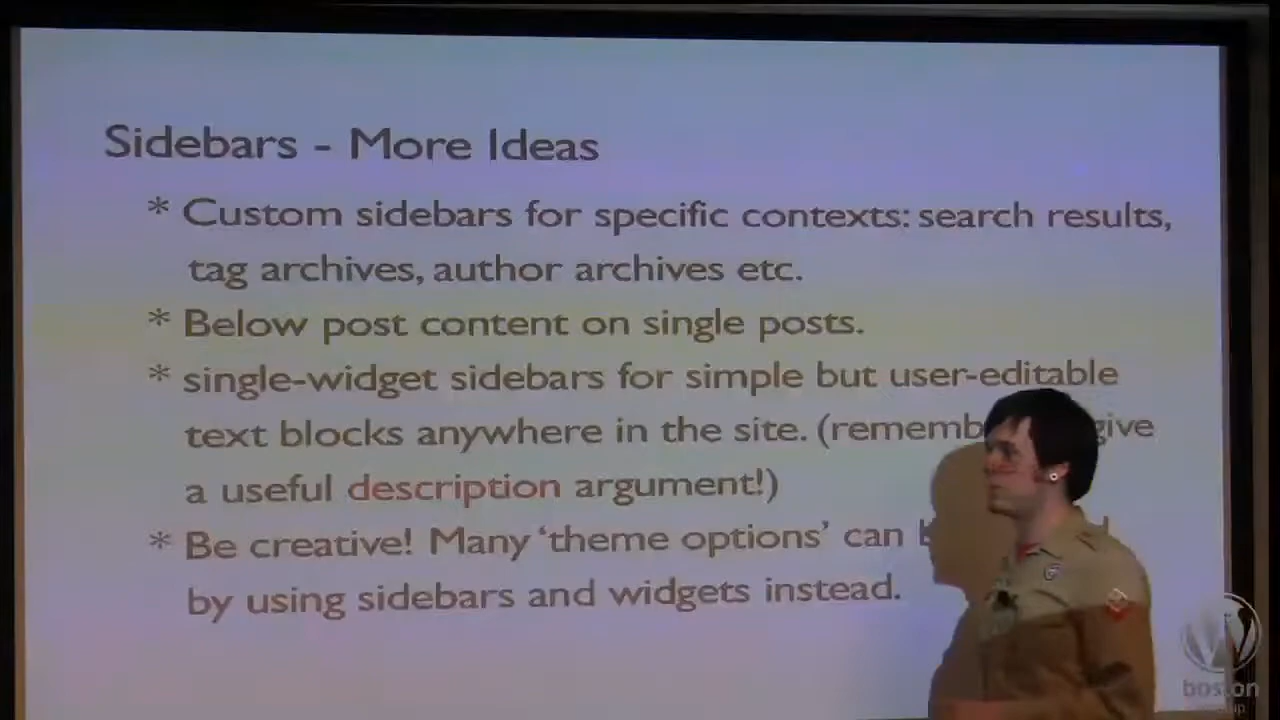 Sidebars - More Ideas
* Custom sidebars for specific contexts: search results,
tag archives, author archives etc.
* Below post content on single posts.
* single-widget sidebars for simple but user-editable
text blocks anywhere in the site. (rememb give
a useful description argument!)
* Be creative! Many ‘theme options’ can
by using sidebars and widgets instead.
boston